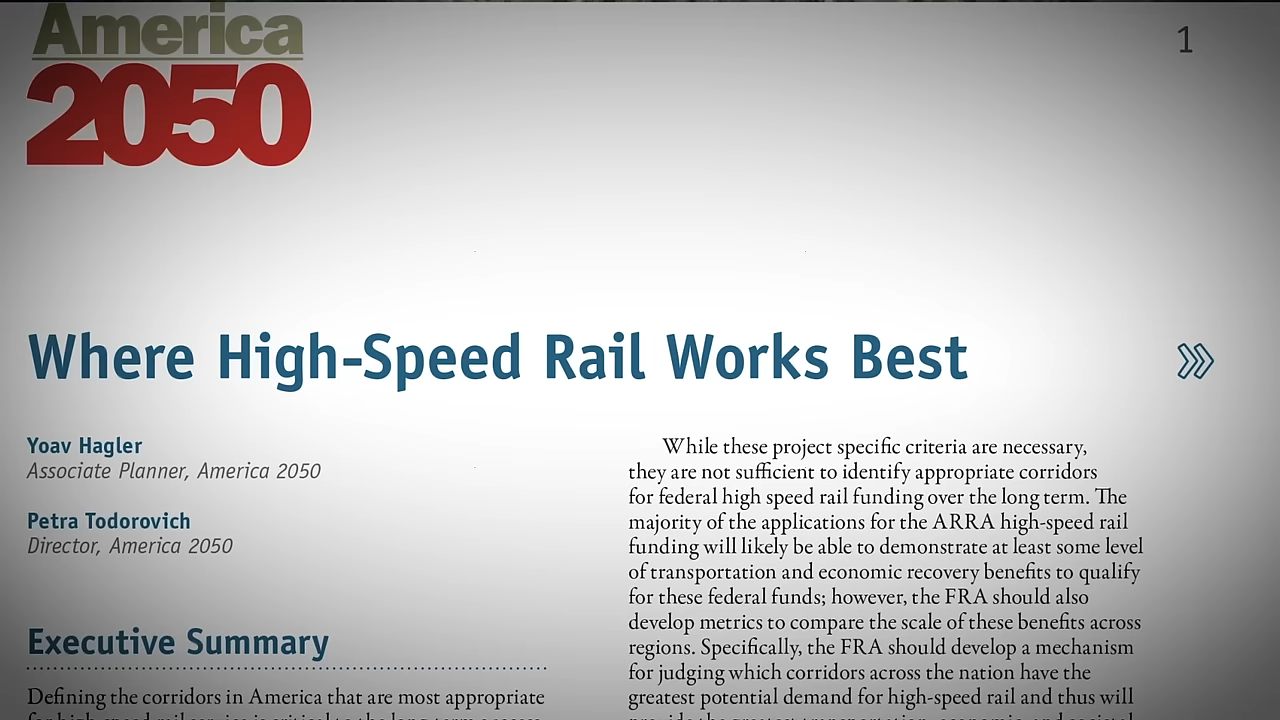 America
2050
1
Where High-Speed Rail Works Best
Yoav Hagler
Associate Planner, America 2050
Petra Todorovich
Director, America 2050
Executive Summary
Defining the corridors in America that are most appropriate
While these project specific criteria are necessary,
they are not sufficient to identify appropriate corridors
for federal high speed rail funding over the long term. The
majority of the applications for the ARRA high-speed rail
funding will likely be able to demonstrate at least some level
of transportation and economic recovery benefits to qualify
for these federal funds; however, the FRA should also
develop metrics to compare the scale of these benefits across
regions. Specifically, the FRA should develop a mechanism
for judging which corridors across the nation have the
greatest potential demand for high-speed rail and thus will